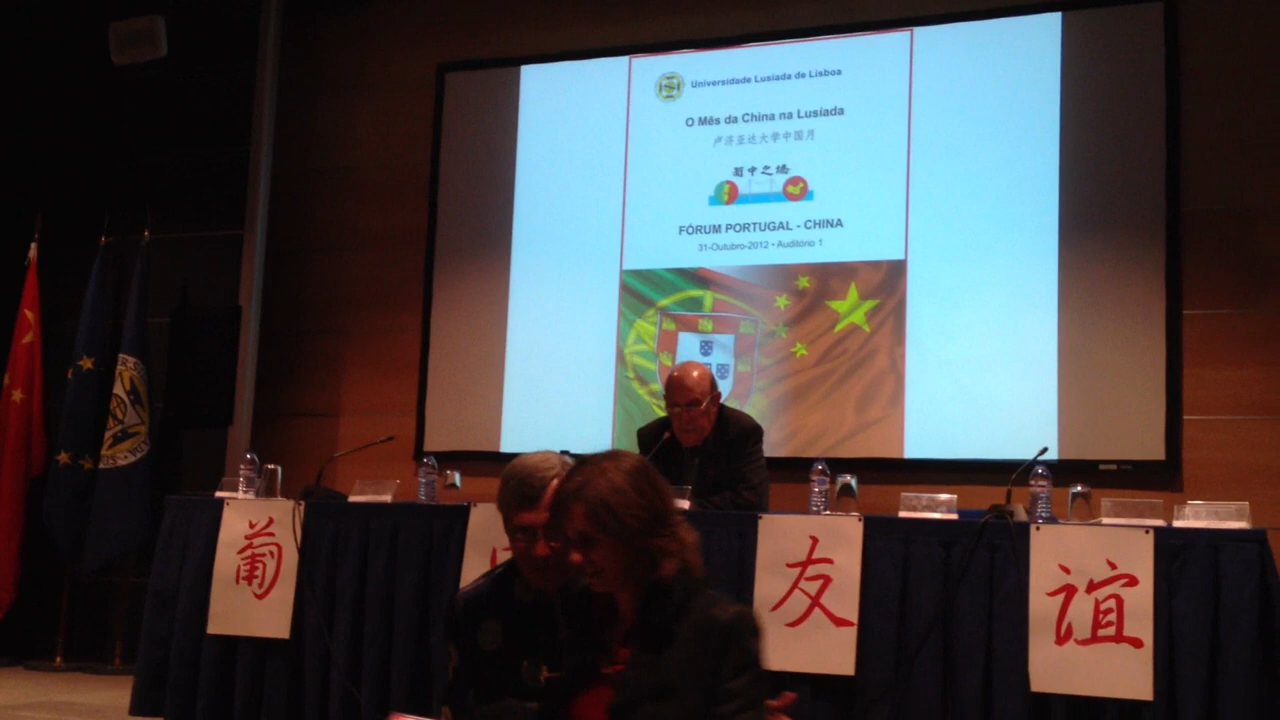 Universidade Lusíada de Lisboa
O Mês da China na Lusíada
卢济亚达大学中国月
葡中之桥
FÓRUM PORTUGAL - CHINA
31-Outubro-2012 • Auditório 1
葡
友
谊